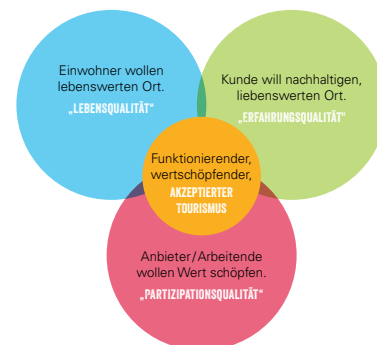 Einwohner wollen
lebenswerten Ort.
„LEBENSQUALITÄT“
Kunde will nachhaltigen,
liebenswerten Ort.
„ERFAHRUNGSQUALITÄT“
Funktionierender,
wertschöpfender,
AKZEPTIERTER
TOURISMUS
Anbieter/Arbeitende
wollen Wert schöpfen.
„PARTIZIPATIONSQUALITÄT“